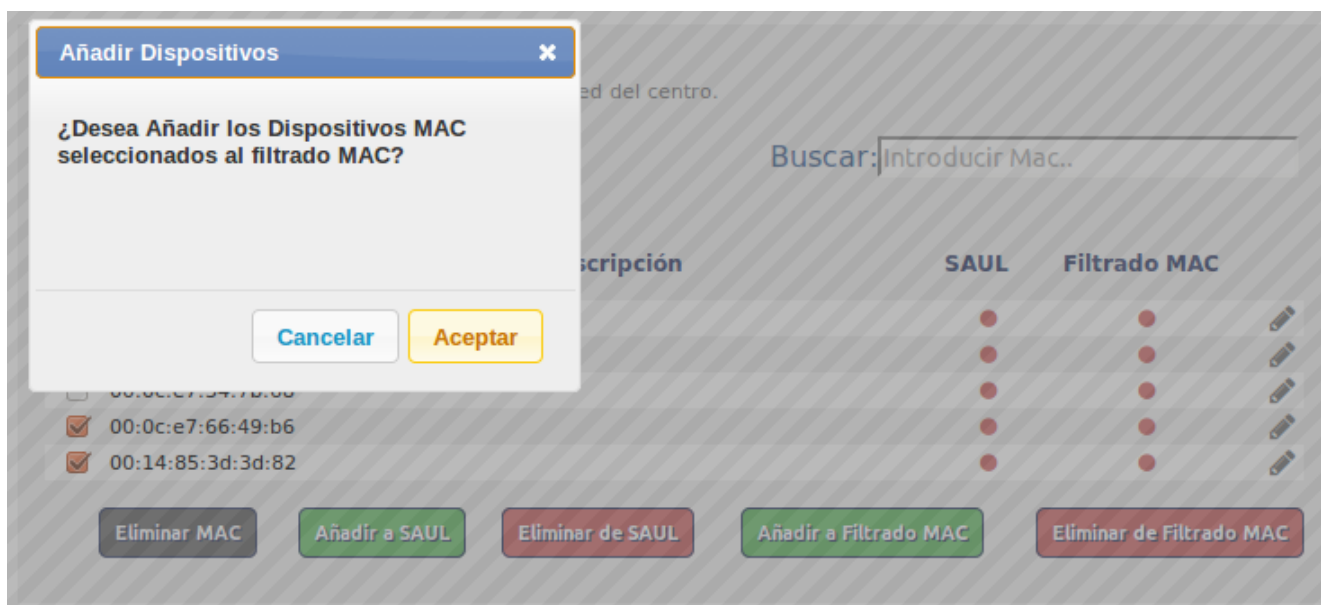 Añadir Dispositivos
ed del centro.
¿Desea Añadir los Dispositivos MAC
seleccionados al filtrado MAC?
Buscar: Introducir Mac..
scripción SAUL Filtrado MAC
Cancelar Aceptar
00:0c:e7:66:49:b6
00:14:85:3d:3d:82
Eliminar MAC Añadir a SAUL Eliminar de SAUL Añadir a Filtrado MAC Eliminar de Filtrado MAC